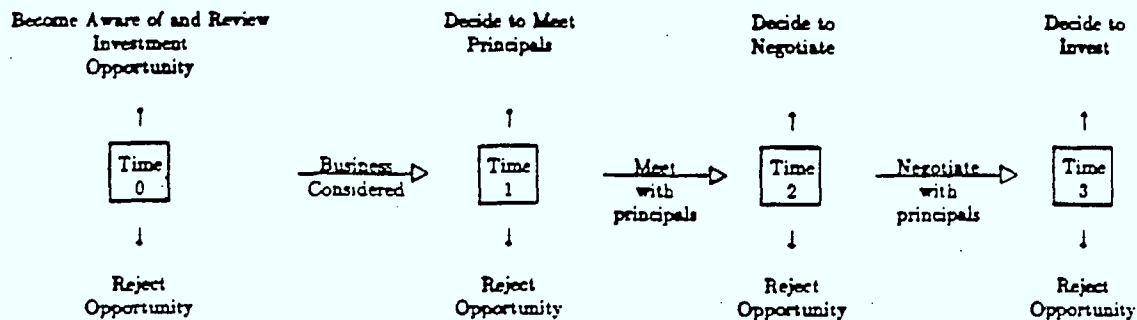 Become Aware of and Review
Investment
Opportunity
Decide to Meet
Principals
Decide to
Negotiate
Decide to
Invest
Time
0
Business
Considered
Time
1
Meet
with
principals
Time
2
Negotiate
with
principals
Time
3
Reject
Opportunity
Reject
Opportunity
Reject
Opportunity
Reject
Opportunity